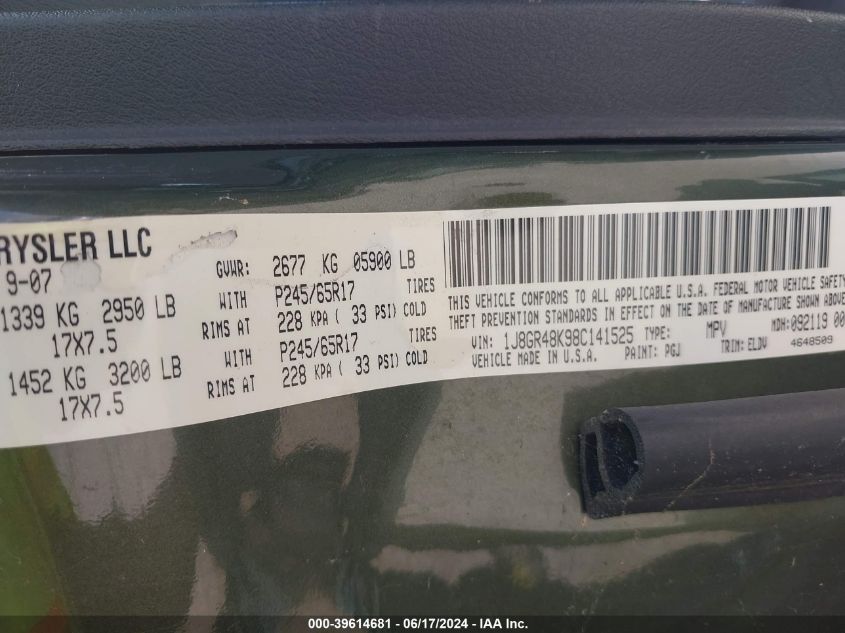 RYSLER LLC
9-07
1339 KG 2950 LB
17X7.5
1452 KG 3200 LB
17X7.5
GVWR: 2677 KG 05900 LB
WITH P245/65R17 TIRES
RIMS AT 228 KPA ( 33 PSI) COLD
WITH P245/65R17 TIRES
RIMS AT 228 KPA ( 33 PSI) COLD
THIS VEHICLE CONFORMS TO ALL APPLICABLE U.S.A. FEDERAL MOTOR VEHICLE SAFETY
THEFT PREVENTION STANDARDS IN EFFECT ON THE DATE OF MANUFACTURE SHOWN ABOVE
VIN: 1J8GR48K98C141525 TYPE: MPV MDH:092119 00
VEHICLE MADE IN U.S.A. PAINT: PGJ TRIM: ELDV 4648509
000-39614681 - 06/17/2024 - IAA Inc.